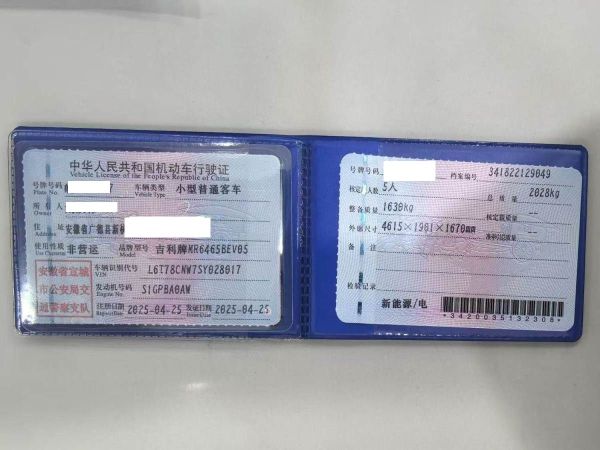 中华人民共和国机动车行驶证
Vehicle License of the People's Republic of China
号牌号码 Plate No. 车辆类型 Vehicle Type 小型普通客车
所有人 Owner
住址 Address 安徽省广德县新杭
使用性质 Use Character 非营运 品牌型号 Model 吉利牌MR6465BEV05
安徽省宣城
市公安局交
通警察支队
车辆识别代号 VIN L6T78CNW7SY028017
发动机号码 Engine No. S1GPBA0AW
注册日期 Register Date 2025-04-25 发证日期 Issue Date 2025-04-25
号牌号码 档案编号 341822129049
核定载人数 5人 总质量 2028kg
整备质量 1630kg 核定载质量 --
外廓尺寸 4615×1901×1670mm 准牵引总质量 --
备注
检验记录
新能源/电
*3420035132308*